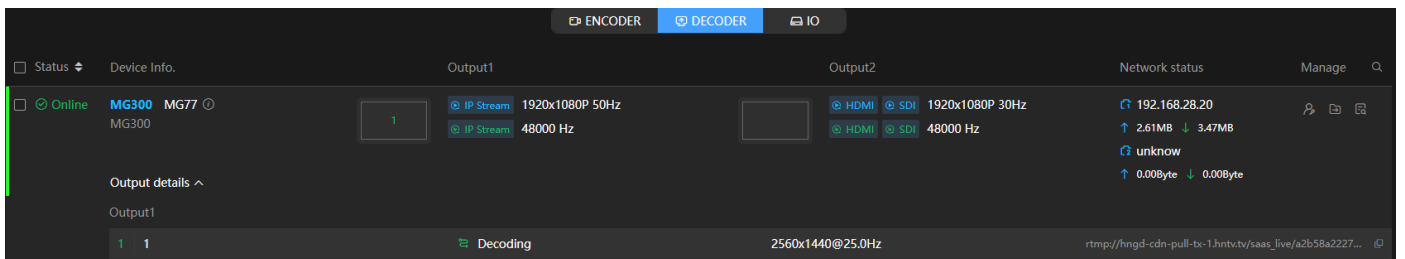 ENCODER DECODER IO
Status Device Info. Output1 Output2 Network status Manage
Online MG300 MG77 1 IP Stream 1920x1080P 50Hz HDMI SDI 1920x1080P 30Hz 192.168.28.20
MG300 IP Stream 48000 Hz HDMI SDI 48000 Hz ↑ 2.61MB ↓ 3.47MB
unknow
Output details ↑ 0.00Byte ↓ 0.00Byte
Output1
1 1 Decoding 2560x1440@25.0Hz rtmp://hngd-cdn-pull-tx-1.hntv.tv/saas_live/a2b58a2227...